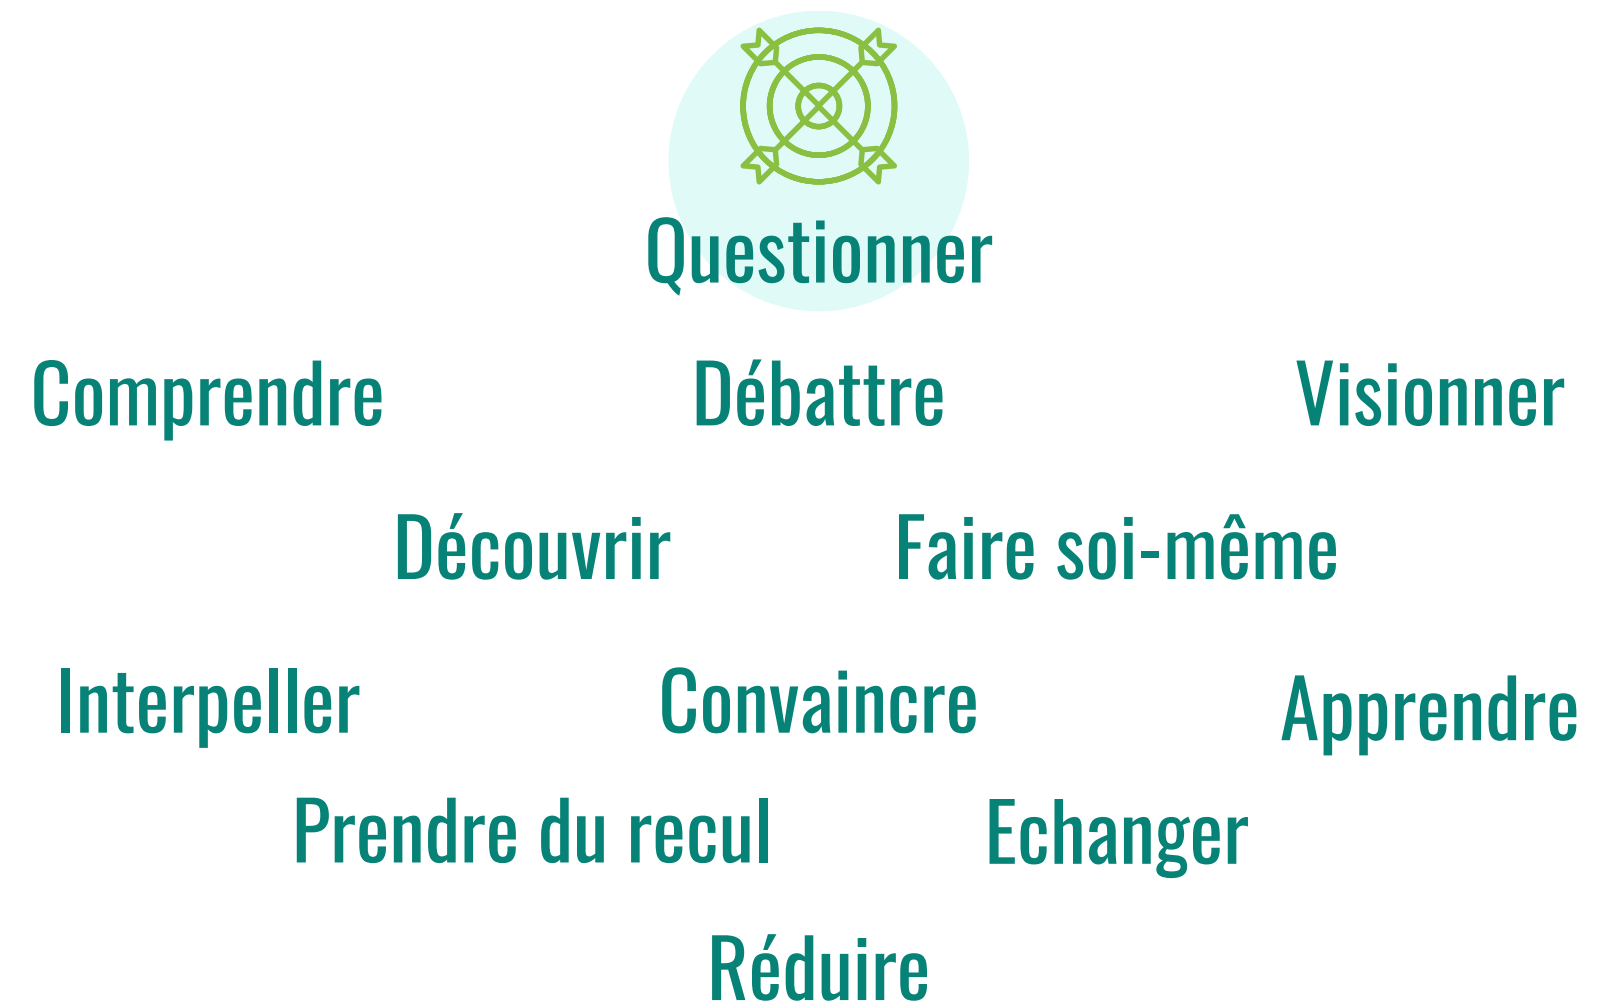 Questionner
Comprendre Débattre Visionner
Découvrir Faire soi-même
Interpeller Convaincre Apprendre
Prendre du recul Echanger
Réduire